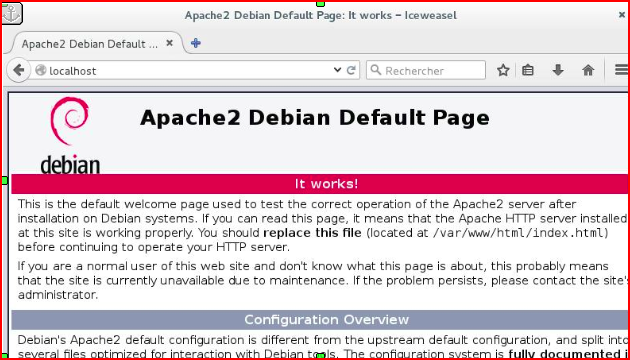 Apache2 Debian Default Page: It works – Iceweasel
Apache2 Debian Default ...
localhost
Rechercher
Apache2 Debian Default Page
debian
It works!
This is the default welcome page used to test the correct operation of the Apache2 server after
installation on Debian systems. If you can read this page, it means that the Apache HTTP server installed
at this site is working properly. You should replace this file (located at /var/www/html/index.html)
before continuing to operate your HTTP server.
If you are a normal user of this web site and don't know what this page is about, this probably means
that the site is currently unavailable due to maintenance. If the problem persists, please contact the site's
administrator.
Configuration Overview
Debian's Apache2 default configuration is different from the upstream default configuration, and split into
several files optimized for interaction with Debian tools. The configuration system is fully documented i